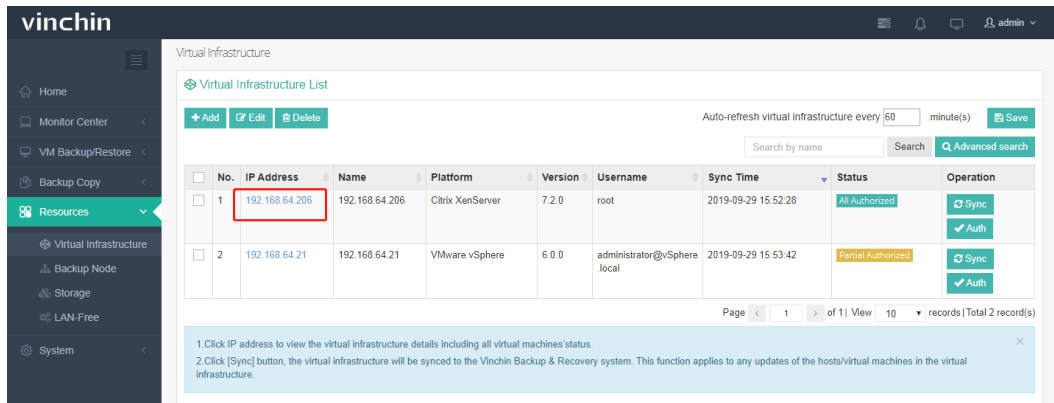 vinchin
admin
Virtual Infrastructure
Home
Monitor Center
VM Backup/Restore
Backup Copy
Resources
Virtual Infrastructure
Backup Node
Storage
LAN-Free
System
Virtual Infrastructure List
Add Edit Delete
Auto-refresh virtual infrastructure every 60 minute(s) Save
Search by name Search Advanced search
No. IP Address Name Platform Version Username Sync Time Status Operation
1 192.168.64.206 192.168.64.206 Citrix XenServer 7.2.0 root 2019-09-29 15:52:28 All Authorized Sync
Auth
2 192.168.64.21 192.168.64.21 VMware vSphere 6.0.0 administrator@vSphere 2019-09-29 15:53:42 Partial Authorized Sync
.local
Auth
Page < 1 > of 1 | View 10 records | Total 2 record(s)
1.Click IP address to view the virtual infrastructure details including all virtual machines'status.
2.Click [Sync] button, the virtual infrastructure will be synced to the Vinchin Backup & Recovery system. This function applies to any updates of the hosts/virtual machines in the virtual
infrastructure.